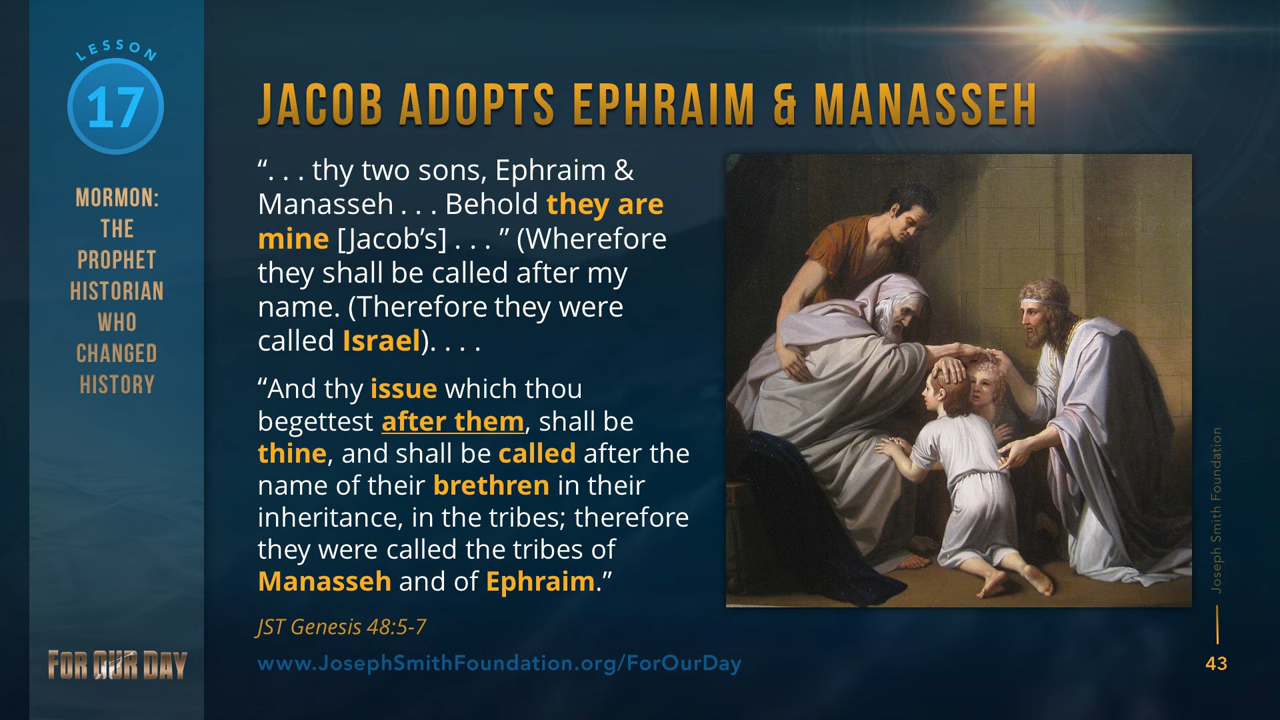 LESSON
17
MORMON:
THE
PROPHET
HISTORIAN
WHO
CHANGED
HISTORY
FOR OUR DAY
JACOB ADOPTS EPHRAIM & MANASSEH
“. . . thy two sons, Ephraim &
Manasseh . . . Behold they are
mine [Jacob’s] . . . ” (Wherefore
they shall be called after my
name. (Therefore they were
called Israel). . . .
“And thy issue which thou
begettest after them, shall be
thine, and shall be called after the
name of their brethren in their
inheritance, in the tribes; therefore
they were called the tribes of
Manasseh and of Ephraim.”
JST Genesis 48:5-7
www.JosephSmithFoundation.org/ForOurDay
Joseph Smith Foundation
43